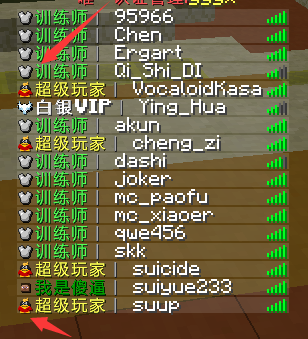 训练师 | 95966
训练师 | Chen
训练师 | Ergart
训练师 | Qi_Shi_DI
超级玩家 | VocaloidKasa
白银VIP | Ying_Hua
训练师 | akun
超级玩家 | cheng_zi
训练师 | dashi
训练师 | joker
训练师 | mc_paofu
训练师 | mc_xiaoer
训练师 | qwe456
训练师 | skk
超级玩家 | suicide
我是傻逼 | suiyue233
超级玩家 | suup